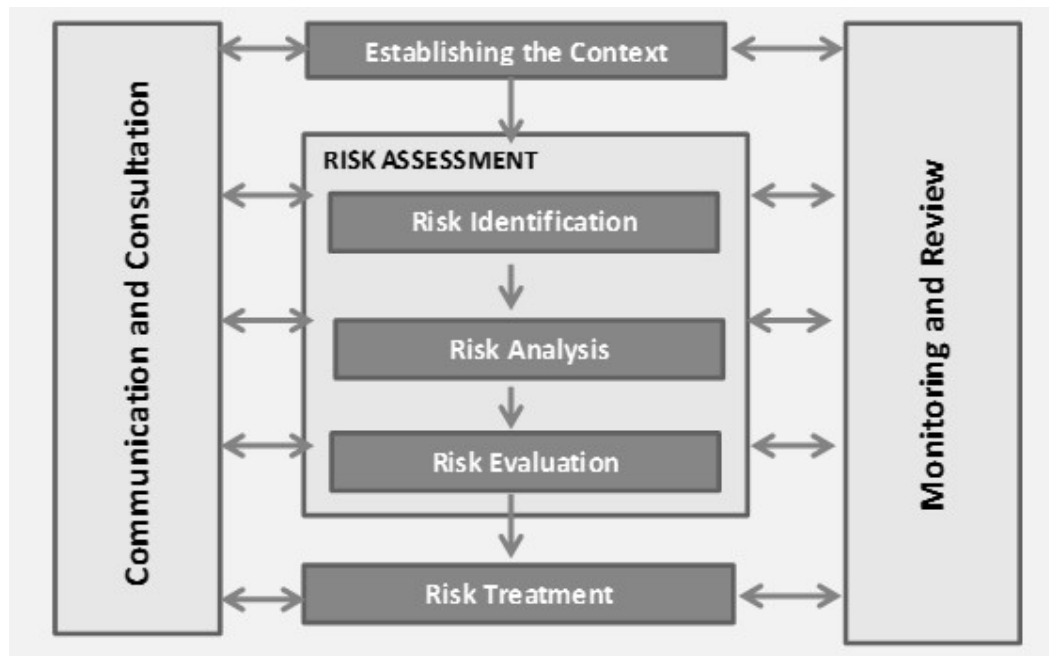 Communication and Consultation
Establishing the Context
RISK ASSESSMENT
Risk Identification
Risk Analysis
Risk Evaluation
Risk Treatment
Monitoring and Review